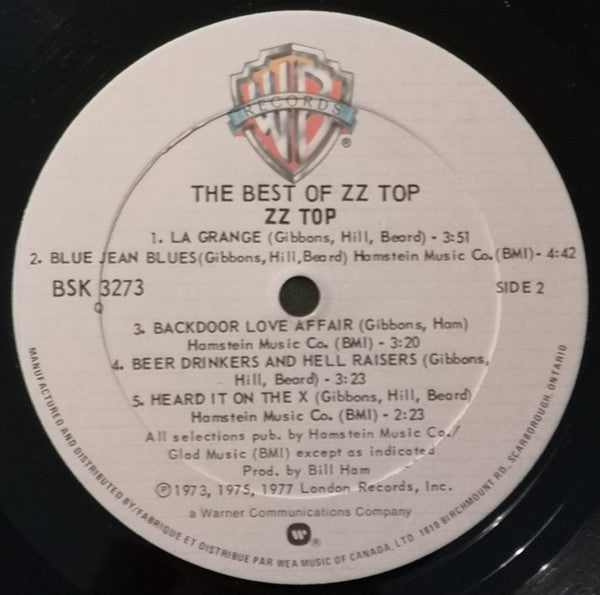 WB
RECORDS
®
THE BEST OF ZZ TOP
ZZ TOP
1. LA GRANGE (Gibbons, Hill, Beard) - 3:51
2. BLUE JEAN BLUES(Gibbons, Hill,Beard) Hamstein Music Co.(BMI)- 4:42
BSK 3273
SIDE 2
3. BACKDOOR LOVE AFFAIR (Gibbons, Ham)
Hamstein Music Co. (BMI) - 3:20
4. BEER DRINKERS AND HELL RAISERS (Gibbons,
Hill, Beard) - 3:23
5. HEARD IT ON THE X (Gibbons, Hill, Beard)
Hamstein Music Co. (BMI) - 2:23
All selections pub. by Hamstein Music Co./
Glad Music (BMI) except as indicated
Prod. by Bill Ham
℗1973, 1975, 1977 London Records, Inc.
a Warner Communications Company
®
MANUFACTURED AND DISTRIBUTED BY/FABRIQUE ET DISTRIBUE PAR WEA MUSIC OF CANADA, LTD. 1810 BIRCHMOUNT RD., SCARBOROUGH, ONTARIO